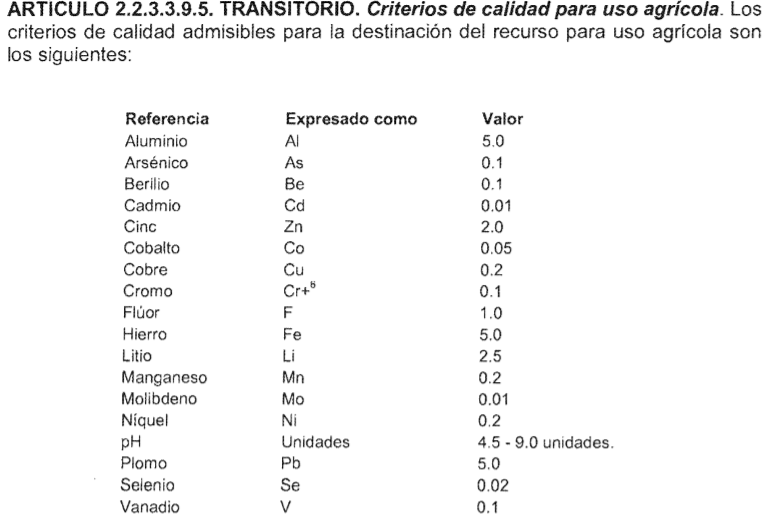 ARTÍCULO 2.2.3.3.9.5. TRANSITORIO. Criterios de calidad para uso agrícola. Los
criterios de calidad admisibles para la destinación del recurso para uso agrícola son
los siguientes:
Referencia Expresado como Valor
Aluminio Al 5.0
Arsénico As 0.1
Berilio Be 0.1
Cadmio Cd 0.01
Cinc Zn 2.0
Cobalto Co 0.05
Cobre Cu 0.2
Cromo Cr+⁶ 0.1
Flúor F 1.0
Hierro Fe 5.0
Litio Li 2.5
Manganeso Mn 0.2
Molibdeno Mo 0.01
Níquel Ni 0.2
pH Unidades 4.5 - 9.0 unidades.
Plomo Pb 5.0
Selenio Se 0.02
Vanadio V 0.1